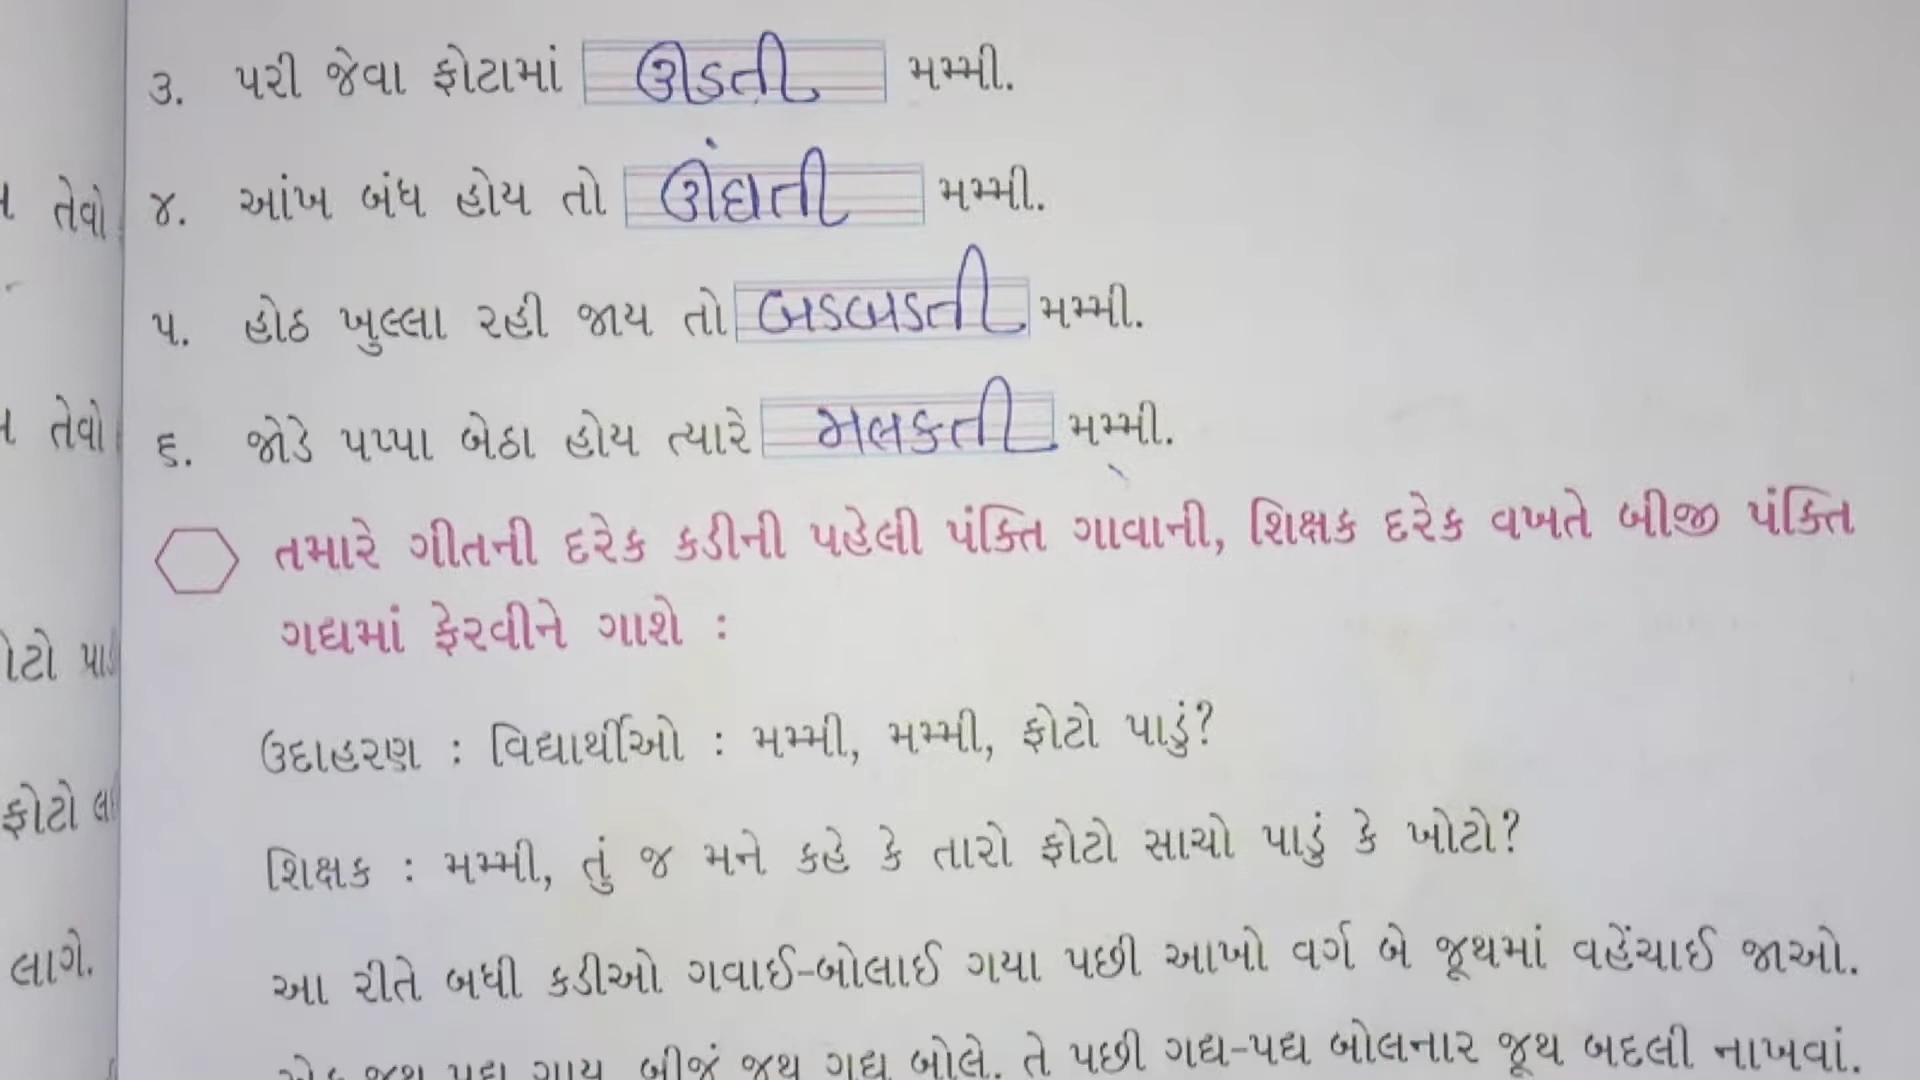 ૩. પરી જેવા ફોટામાં ઊડતી મમ્મી.
તેવો
૪. આંખ બંધ હોય તો ઊંઘતી મમ્મી.
૫. હોઠ ખુલ્લા રહી જાય તો બડબડતી મમ્મી.
તેવો
૬. જોડે પપ્પા બેઠા હોય ત્યારે મલકતી મમ્મી.
તમારે ગીતની દરેક કડીની પહેલી પંક્તિ ગાવાની, શિક્ષક દરેક વખતે બીજી પંક્તિ
ગદ્યમાં ફેરવીને ગાશે :
ઉદાહરણ : વિદ્યાર્થીઓ : મમ્મી, મમ્મી, ફોટો પાડું?
ફોટો
શિક્ષક : મમ્મી, તું જ મને કહે કે તારો ફોટો સાચો પાડું કે ખોટો?
લાગે.
આ રીતે બધી કડીઓ ગવાઈ-બોલાઈ ગયા પછી આખો વર્ગ બે જૂથમાં વહેંચાઈ જાઓ.
એક જૂથ પદ્ય ગાય બીજું જૂથ ગદ્ય બોલે. તે પછી ગદ્ય-પદ્ય બોલનાર જૂથ બદલી નાખવાં.